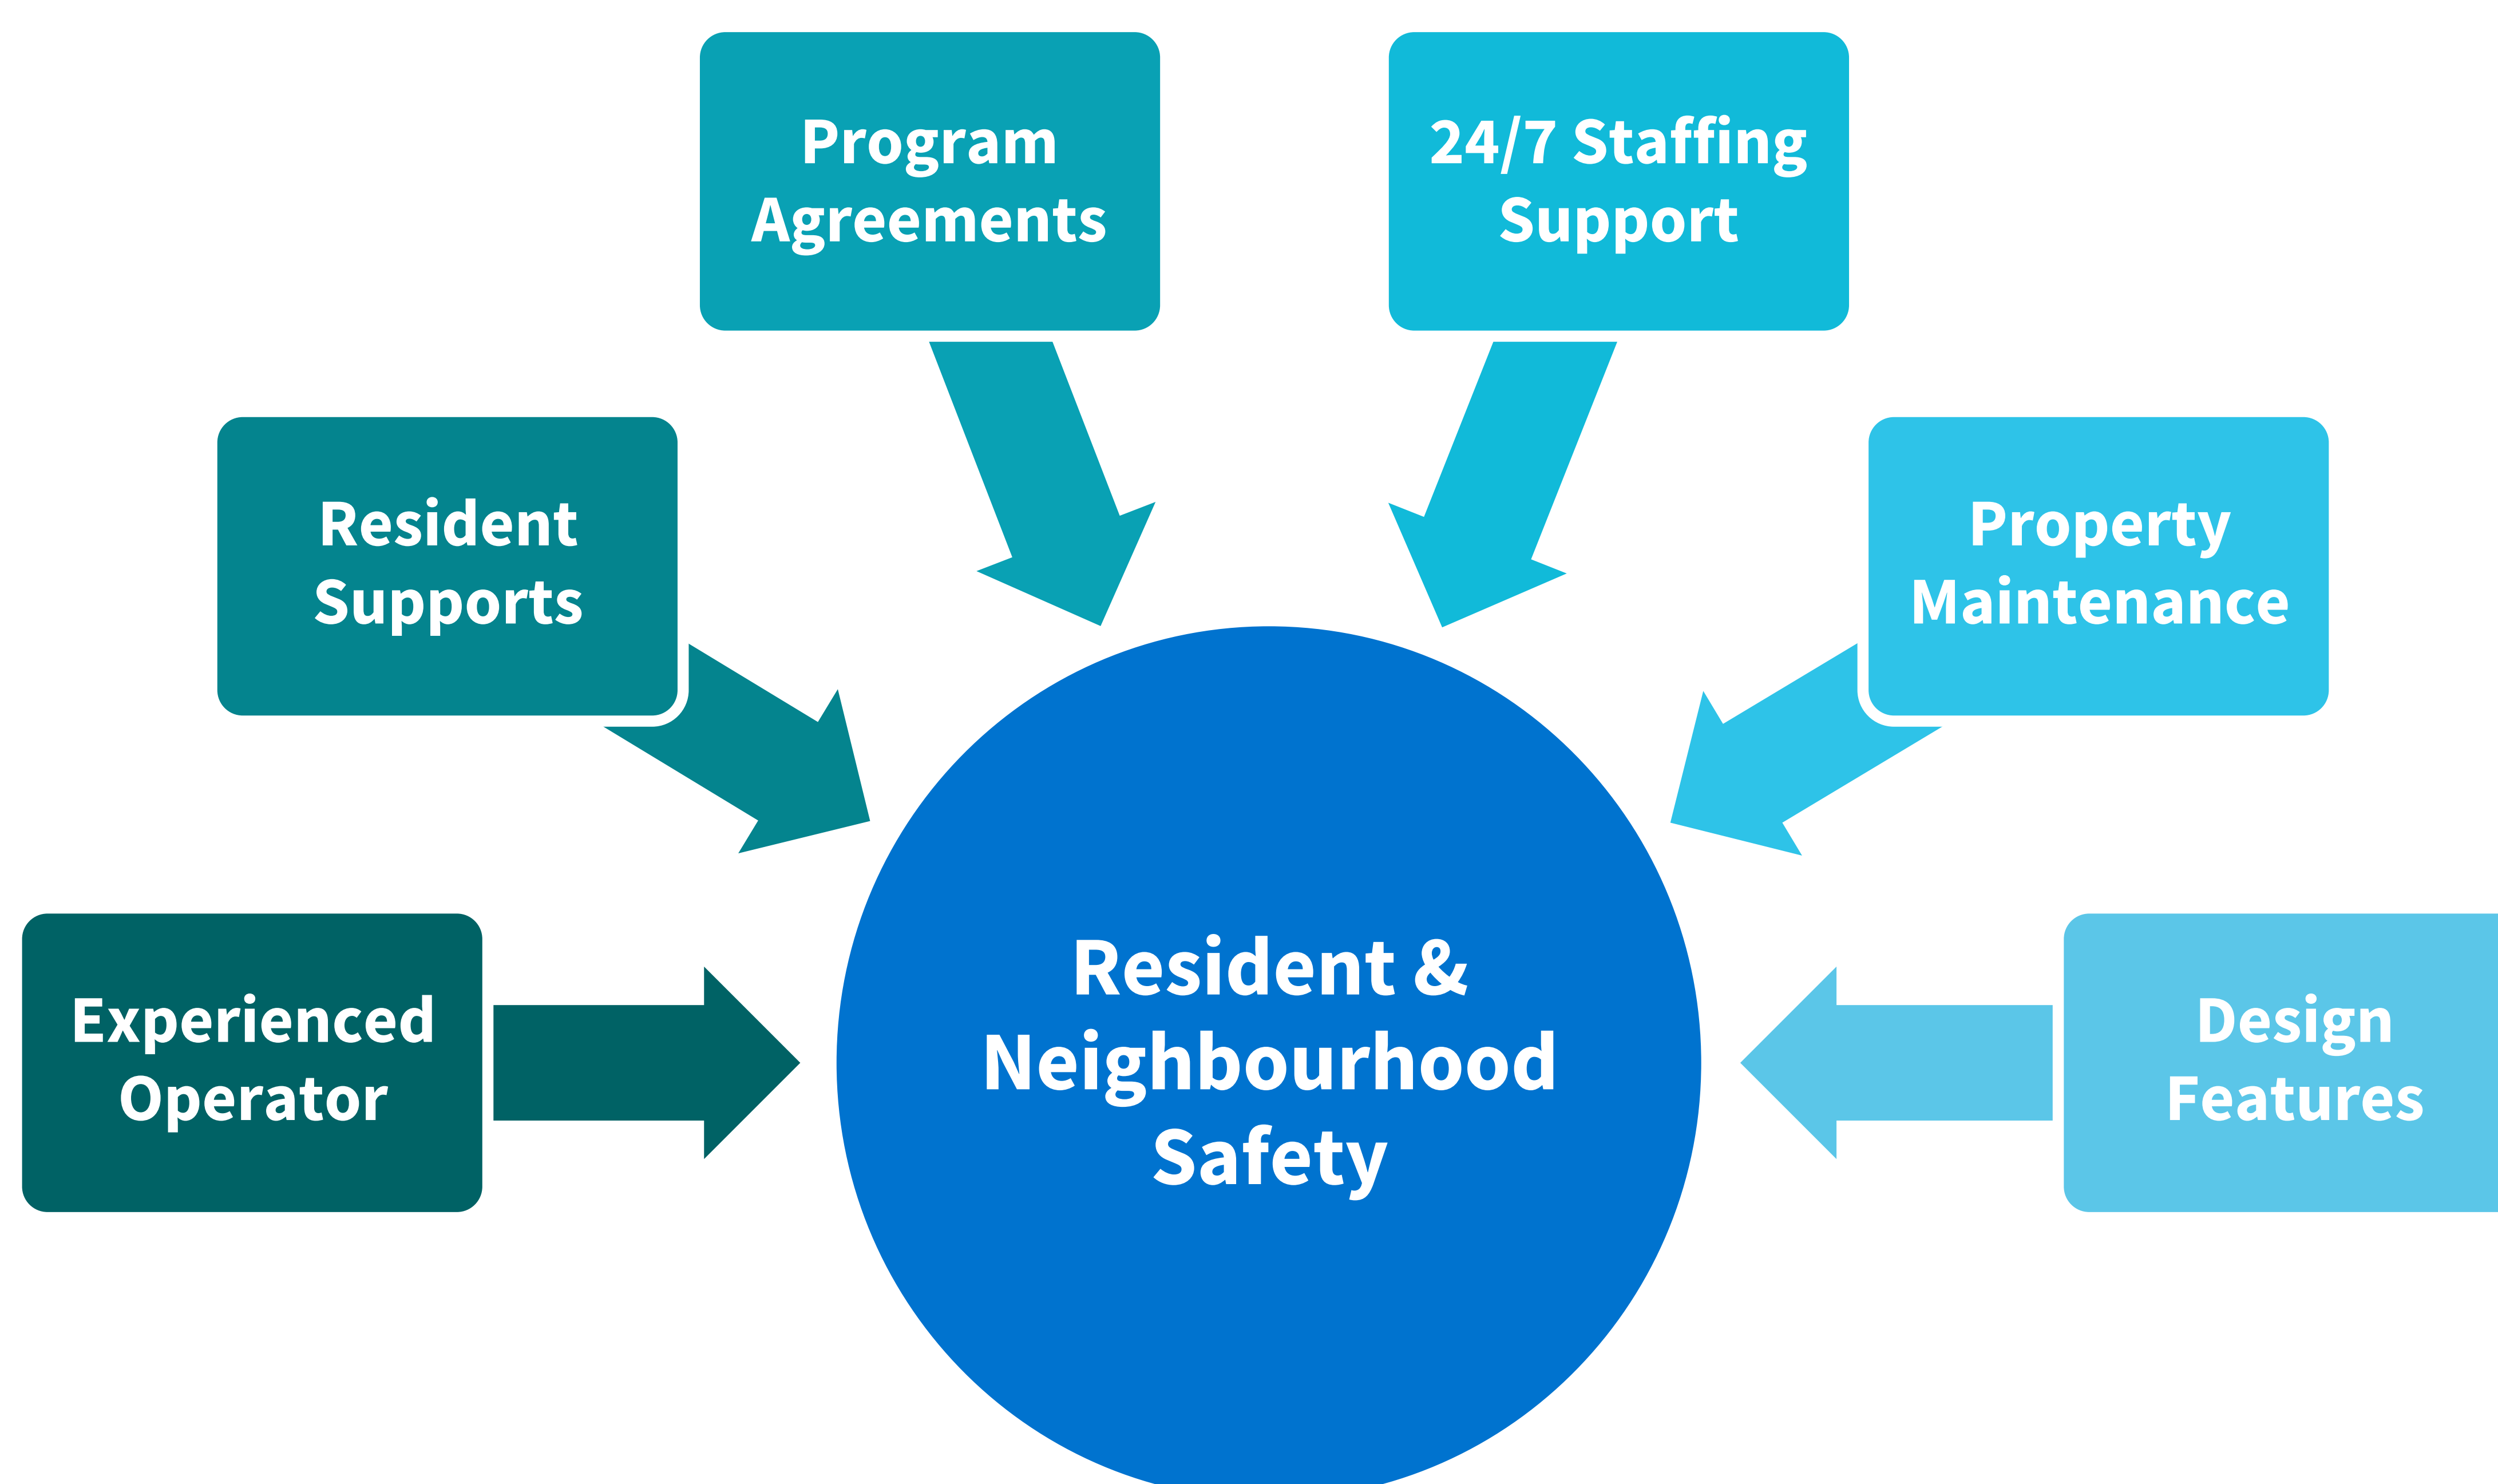 Program
Agreements
24/7 Staffing
Support
Resident
Supports
Property
Maintenance
Experienced
Operator
Resident &
Neighbourhood
Safety
Design
Features